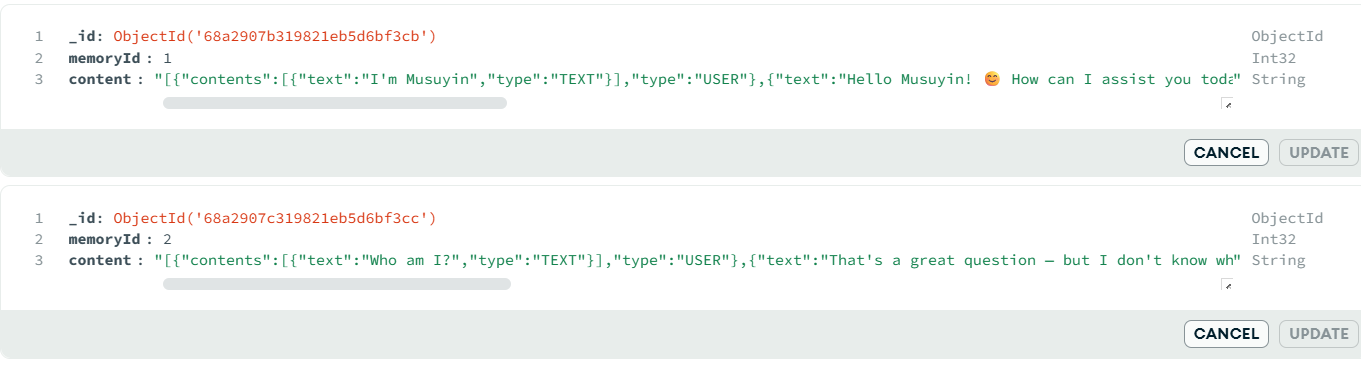 1 _id: ObjectId('68a2907b319821eb5d6bf3cb') ObjectId
2 memoryId : 1 Int32
3 content : "[{"contents":[{"text":"I'm Musuyin","type":"TEXT"}],"type":"USER"},{"text":"Hello Musuyin! 😊 How can I assist you toda" String
CANCEL UPDATE
1 _id: ObjectId('68a2907c319821eb5d6bf3cc') ObjectId
2 memoryId : 2 Int32
3 content : "[{"contents":[{"text":"Who am I?","type":"TEXT"}],"type":"USER"},{"text":"That's a great question — but I don't know wh" String
CANCEL UPDATE